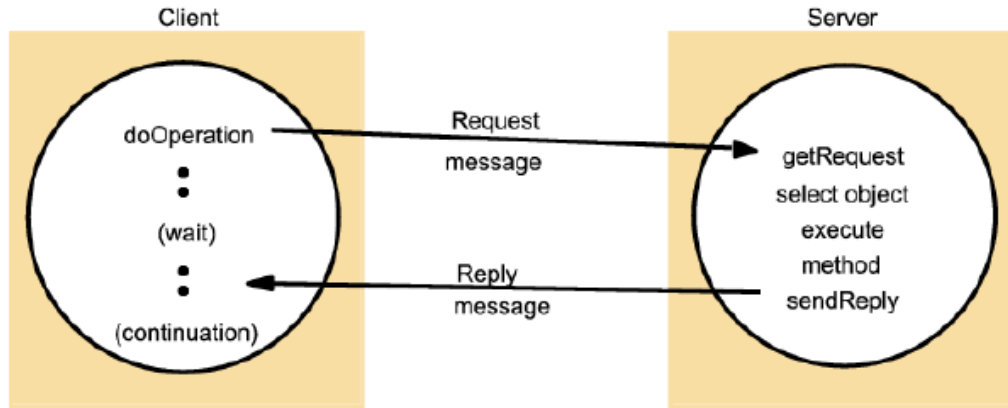 Client
Server
doOperation
(wait)
(continuation)
Request
message
Reply
message
getRequest
select object
execute
method
sendReply